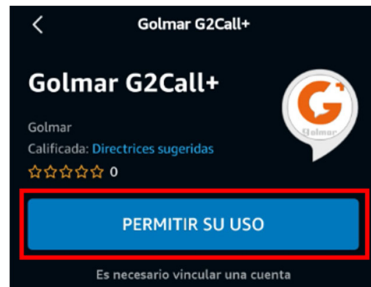 Golmar G2Call+
Golmar G2Call+
Golmar
Calificada: Directrices sugeridas
0
PERMITIR SU USO
Es necesario vincular una cuenta
G+
Golmar